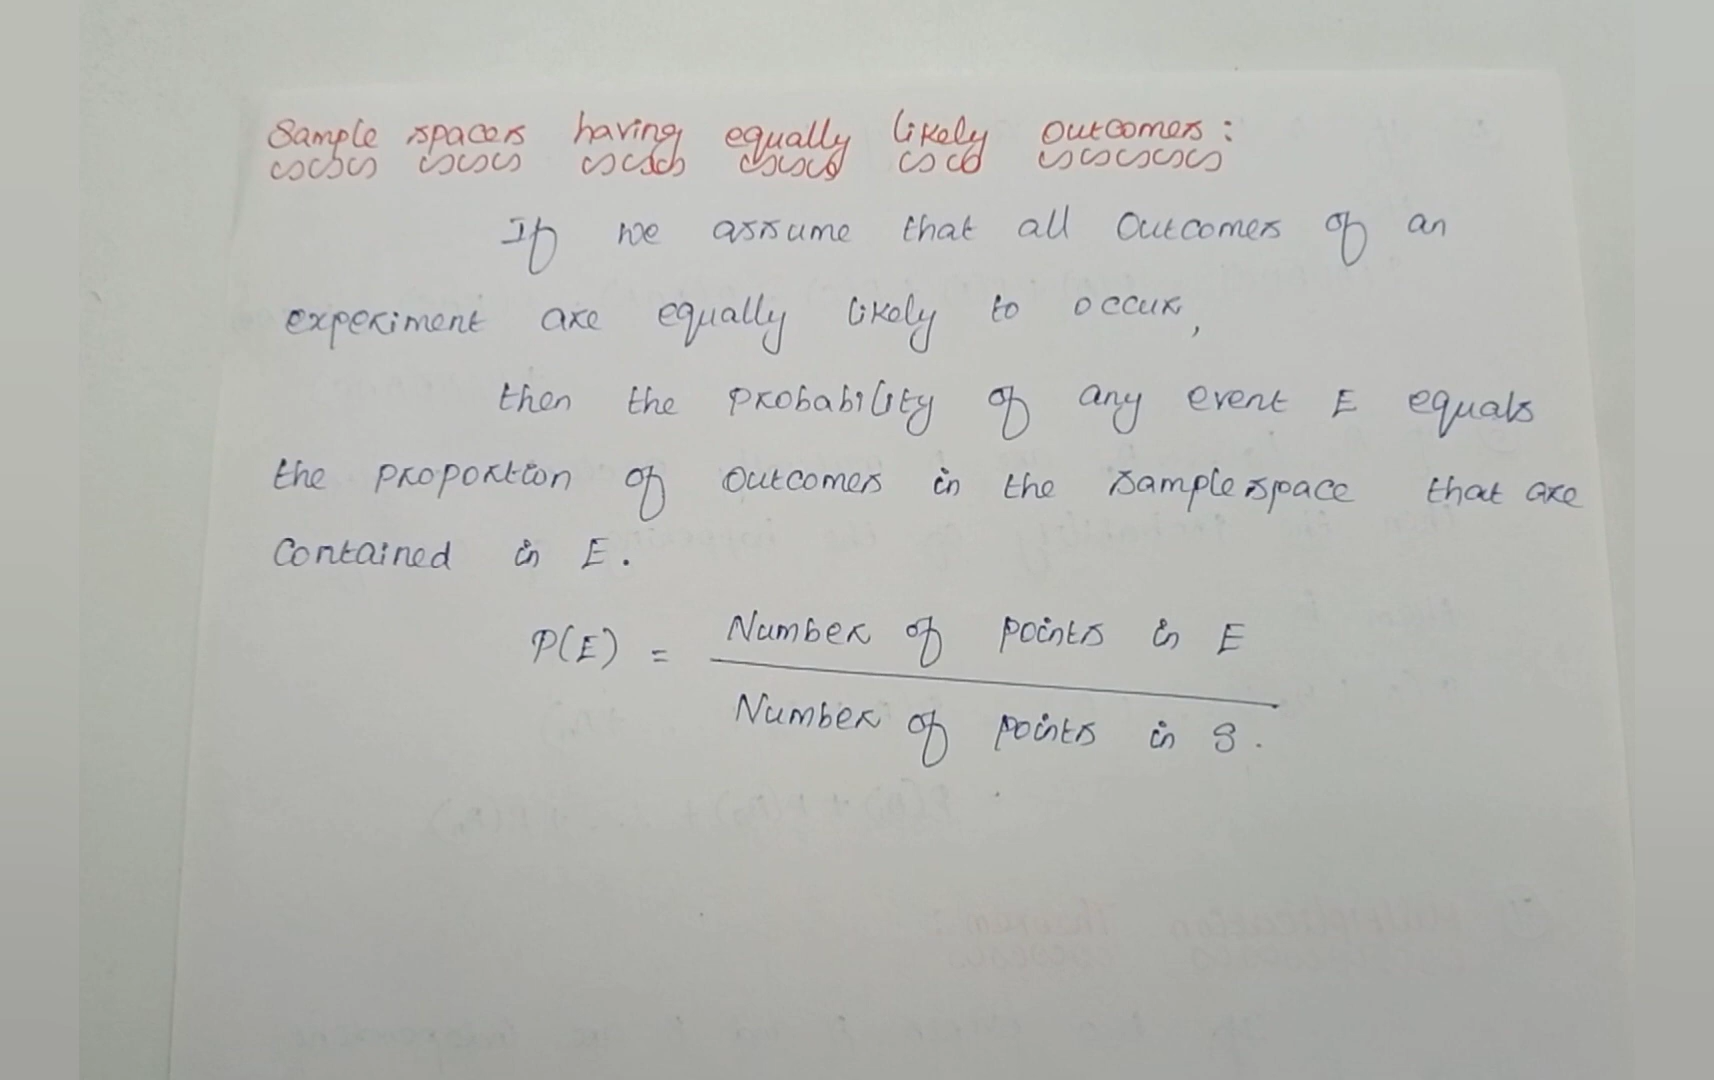 Sample spaces having equally likely outcomes:
If we assume that all outcomes of an
experiment are equally likely to occur,
then the probability of any event E equals
the proportion of outcomes in the sample space that are
contained in E.
P(E) = Number of points in E
Number of points in S.